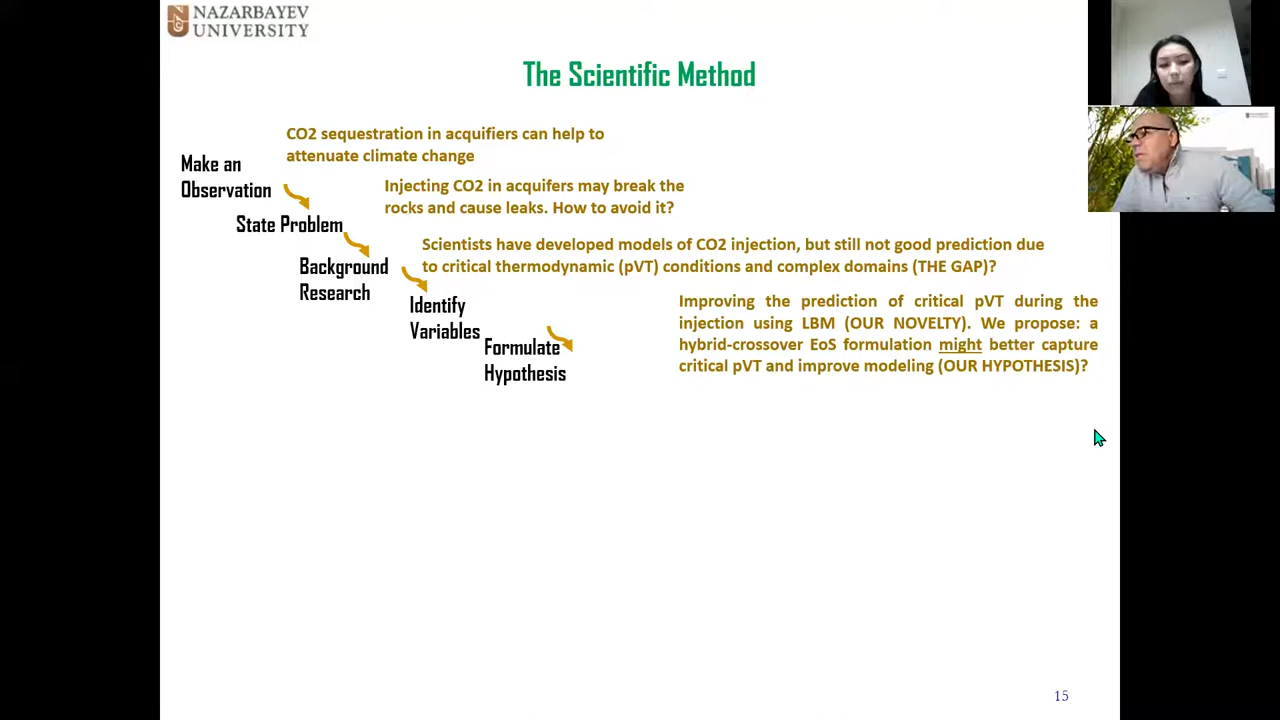 NAZARBAYEV
UNIVERSITY
The Scientific Method
CO2 sequestration in acquifiers can help to
attenuate climate change
Make an
Observation
Injecting CO2 in acquifers may break the
rocks and cause leaks. How to avoid it?
State Problem
Scientists have developed models of CO2 injection, but still not good prediction due
to critical thermodynamic (pVT) conditions and complex domains (THE GAP)?
Background
Research
Identify
Variables
Improving the prediction of critical pVT during the
injection using LBM (OUR NOVELTY). We propose: a
hybrid-crossover EoS formulation might better capture
critical pVT and improve modeling (OUR HYPOTHESIS)?
Formulate
Hypothesis
15